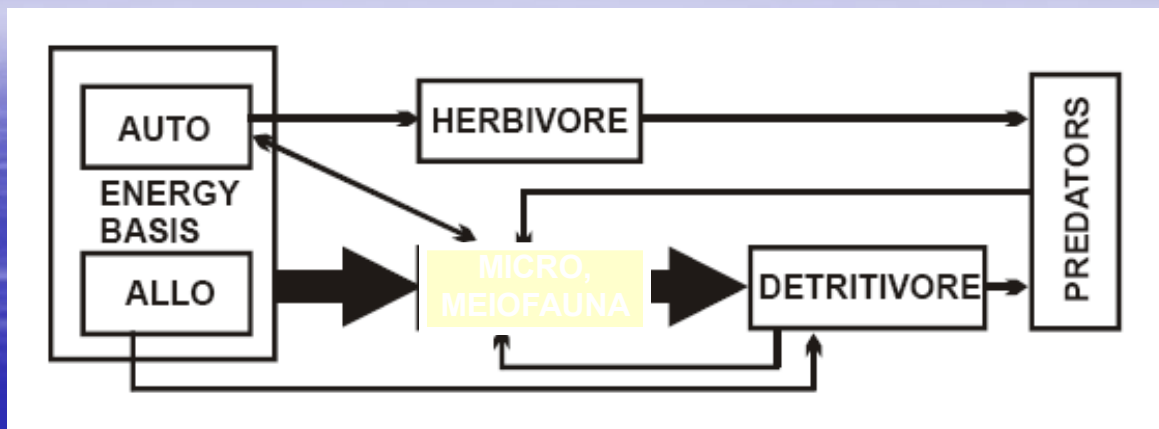 AUTO
HERBIVORE
ENERGY
BASIS
ALLO
MICRO,
MEIOFAUNA
DETRITIVORE
PREDATORS